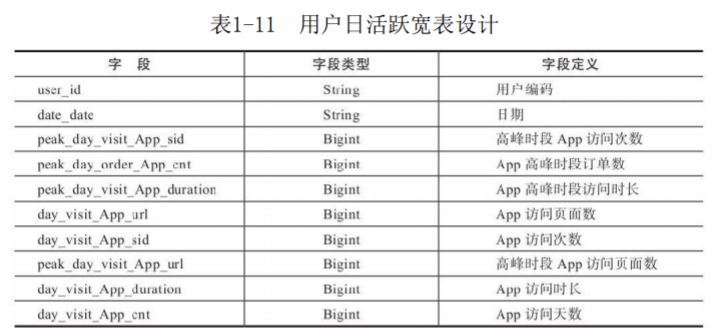 表1-11 用户日活跃宽表设计
字 段 字段类型 字段定义
user_id String 用户编码
date_date String 日期
peak_day_visit_App_sid Bigint 高峰时段 App 访问次数
peak_day_order_App_cnt Bigint App 高峰时段订单数
peak_day_visit_App_duration Bigint App 高峰时段访问时长
day_visit_App_url Bigint App 访问页面数
day_visit_App_sid Bigint App 访问次数
peak_day_visit_App_url Bigint 高峰时段 App 访问页面数
day_visit_App_duration Bigint App 访问时长
day_visit_App_cnt Bigint App 访问天数